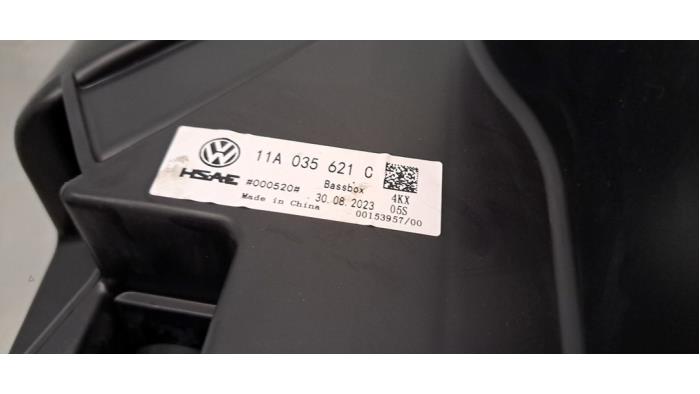 11A 035 621 C
HSAE #000520# Bassbox 4KX
Made in China 30.08.2023 05S
00153957/00